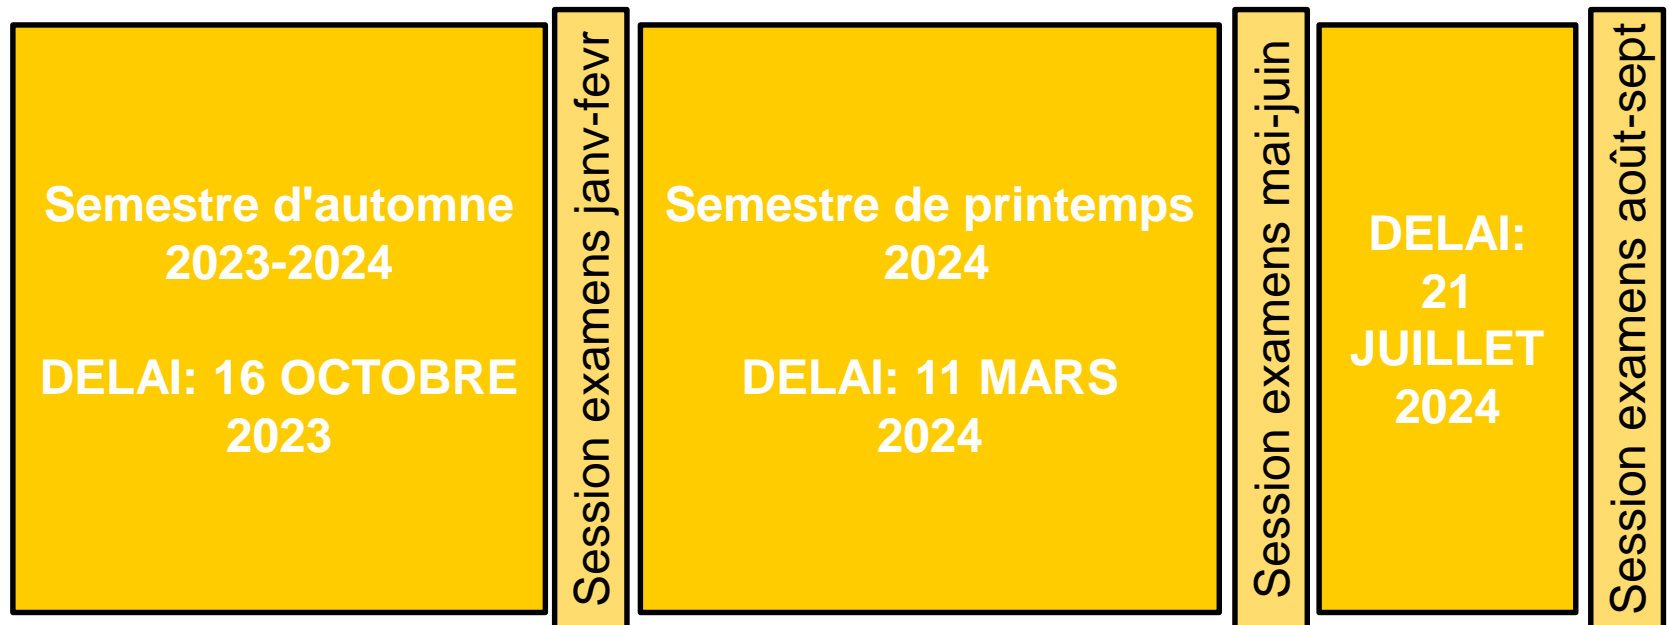 Semestre d'automne
2023-2024
DELAI: 16 OCTOBRE
2023
Session examens janv-fevr
Semestre de printemps
2024
DELAI: 11 MARS
2024
Session examens mai-juin
DELAI:
21
JUILLET
2024
Session examens août-sept